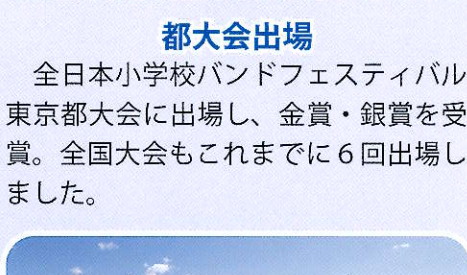 都大会出場
　全日本小学校バンドフェスティバル
東京都大会に出場し、金賞・銀賞を受
賞。全国大会もこれまでに６回出場し
ました。